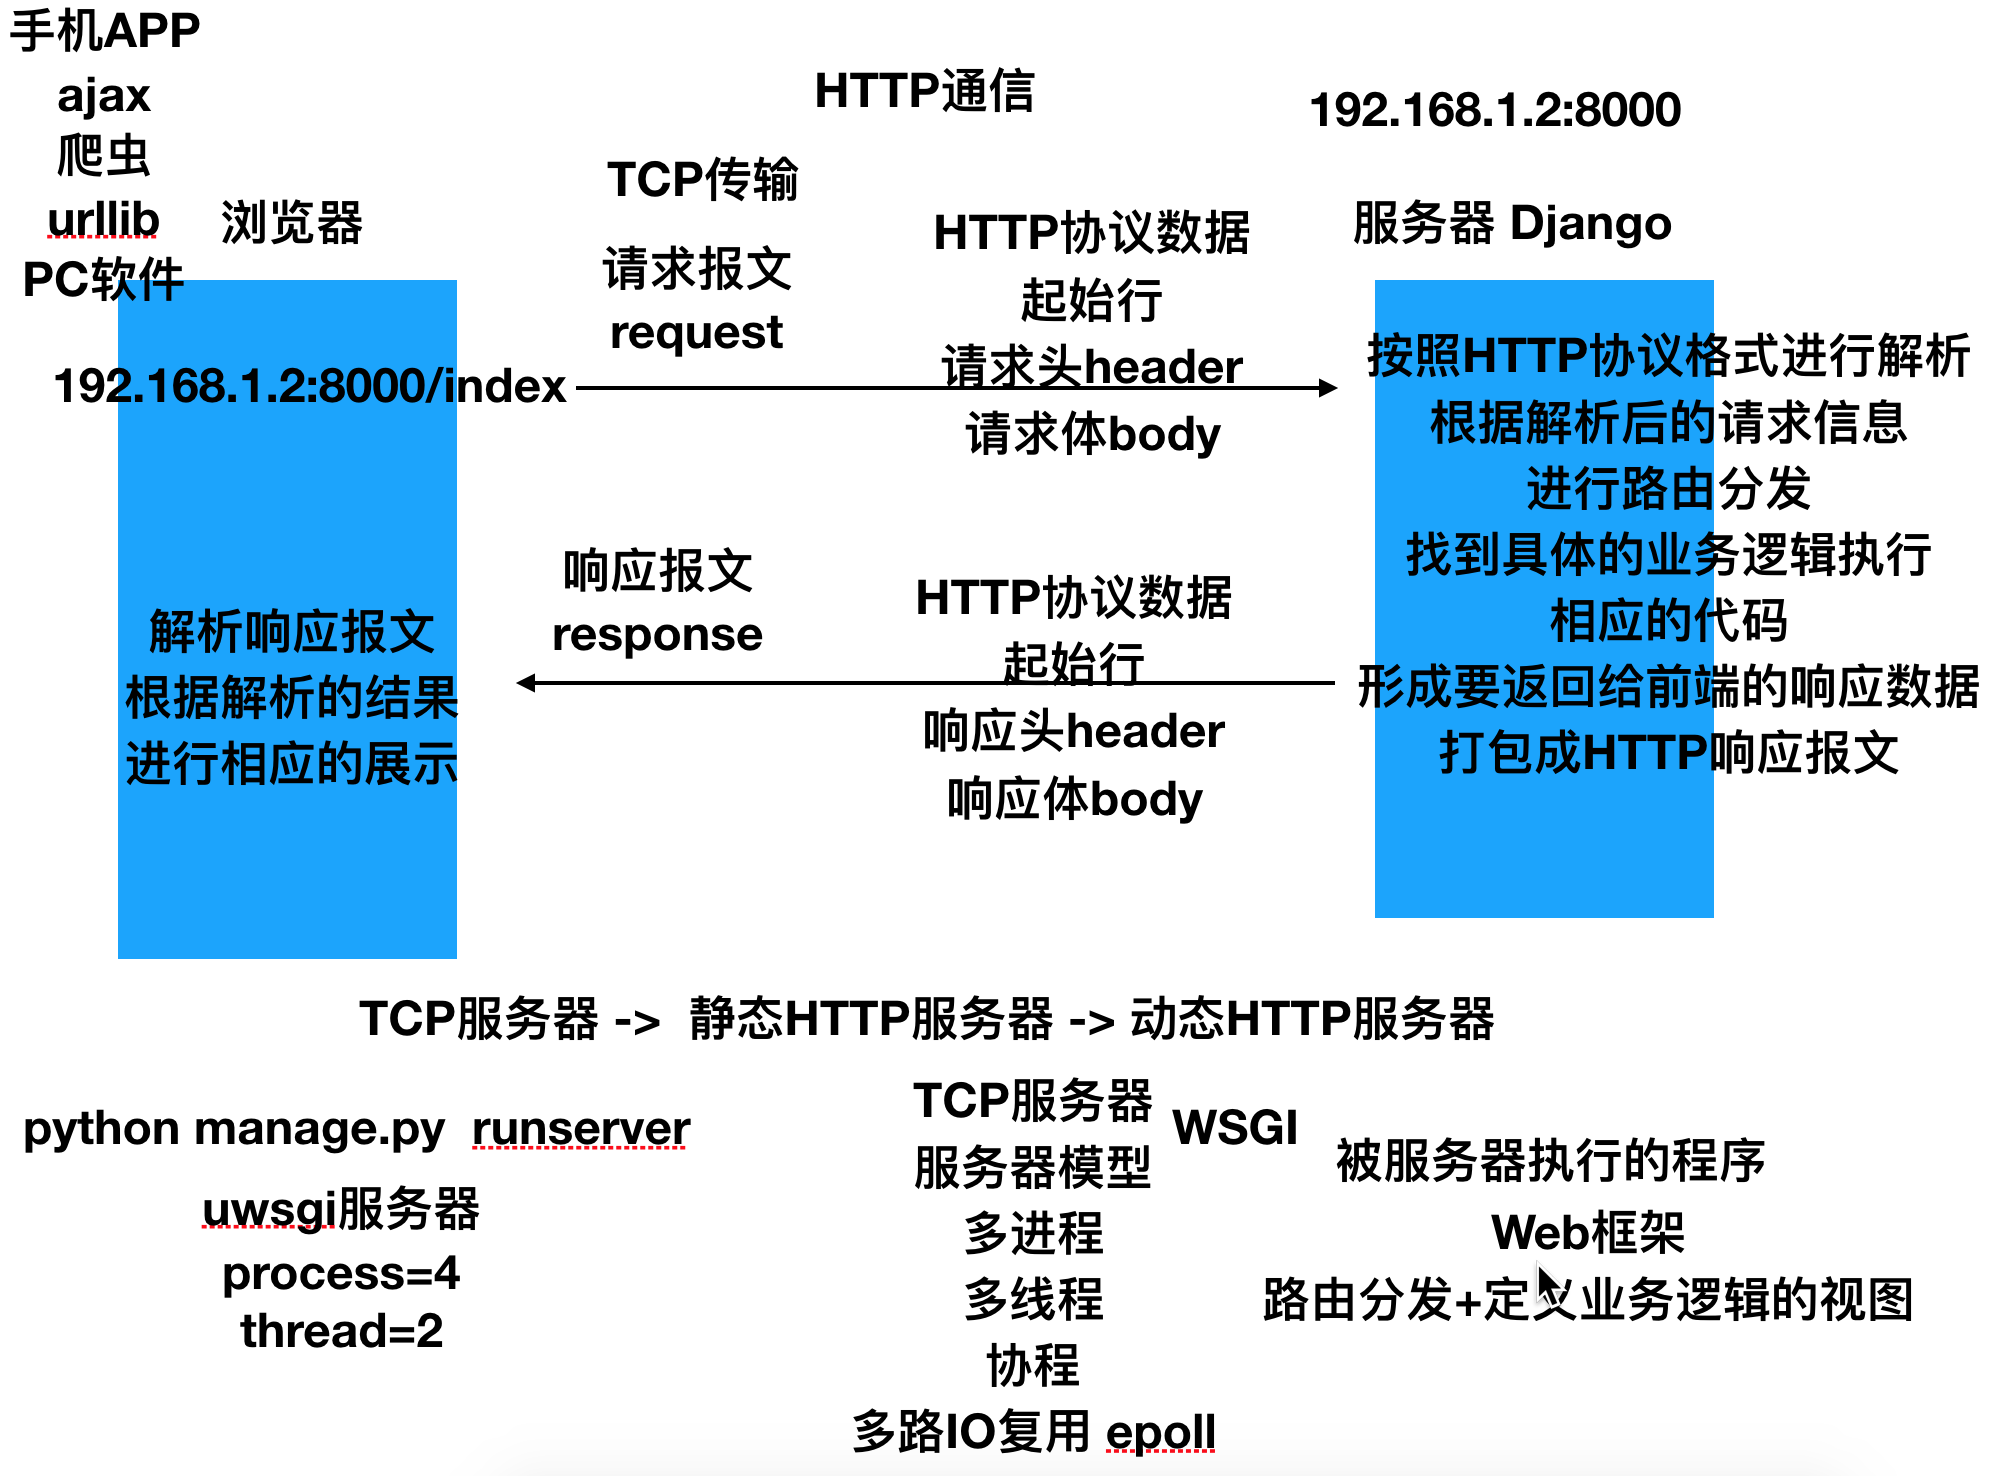 手机APP
ajax
爬虫
urllib
PC软件
浏览器
HTTP通信
192.168.1.2:8000
TCP传输
请求报文
request
HTTP协议数据
起始行
请求头header
请求体body
服务器 Django
192.168.1.2:8000/index
按照HTTP协议格式进行解析
根据解析后的请求信息
进行路由分发
找到具体的业务逻辑执行
相应的代码
形成要返回给前端的响应数据
打包成HTTP响应报文
响应报文
response
HTTP协议数据
起始行
响应头header
响应体body
解析响应报文
根据解析的结果
进行相应的展示
TCP服务器 -> 静态HTTP服务器 -> 动态HTTP服务器
python manage.py runserver
uwsgi服务器
process=4
thread=2
TCP服务器
服务器模型
多进程
多线程
协程
多路IO复用 epoll
WSGI
被服务器执行的程序
Web框架
路由分发+定义业务逻辑的视图